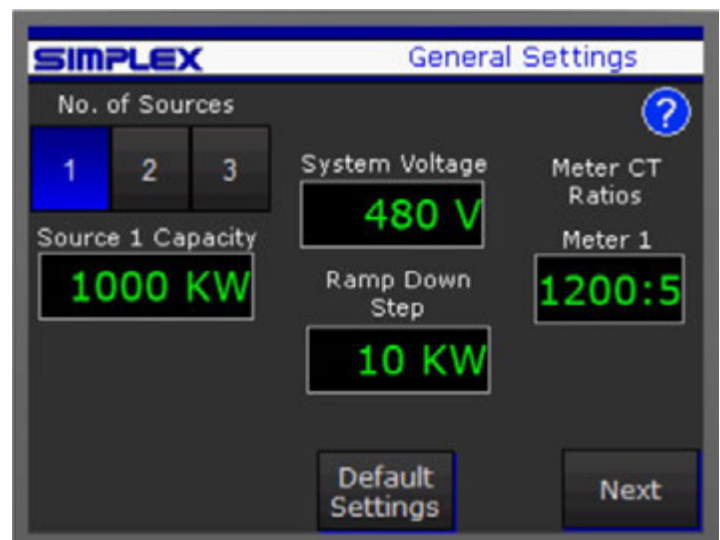 SIMPLEX
General Settings
No. of Sources
?
1 2 3
System Voltage
480 V
Meter CT
Ratios
Source 1 Capacity
1000 KW
Meter 1
1200:5
Ramp Down
Step
10 KW
Default
Settings
Next